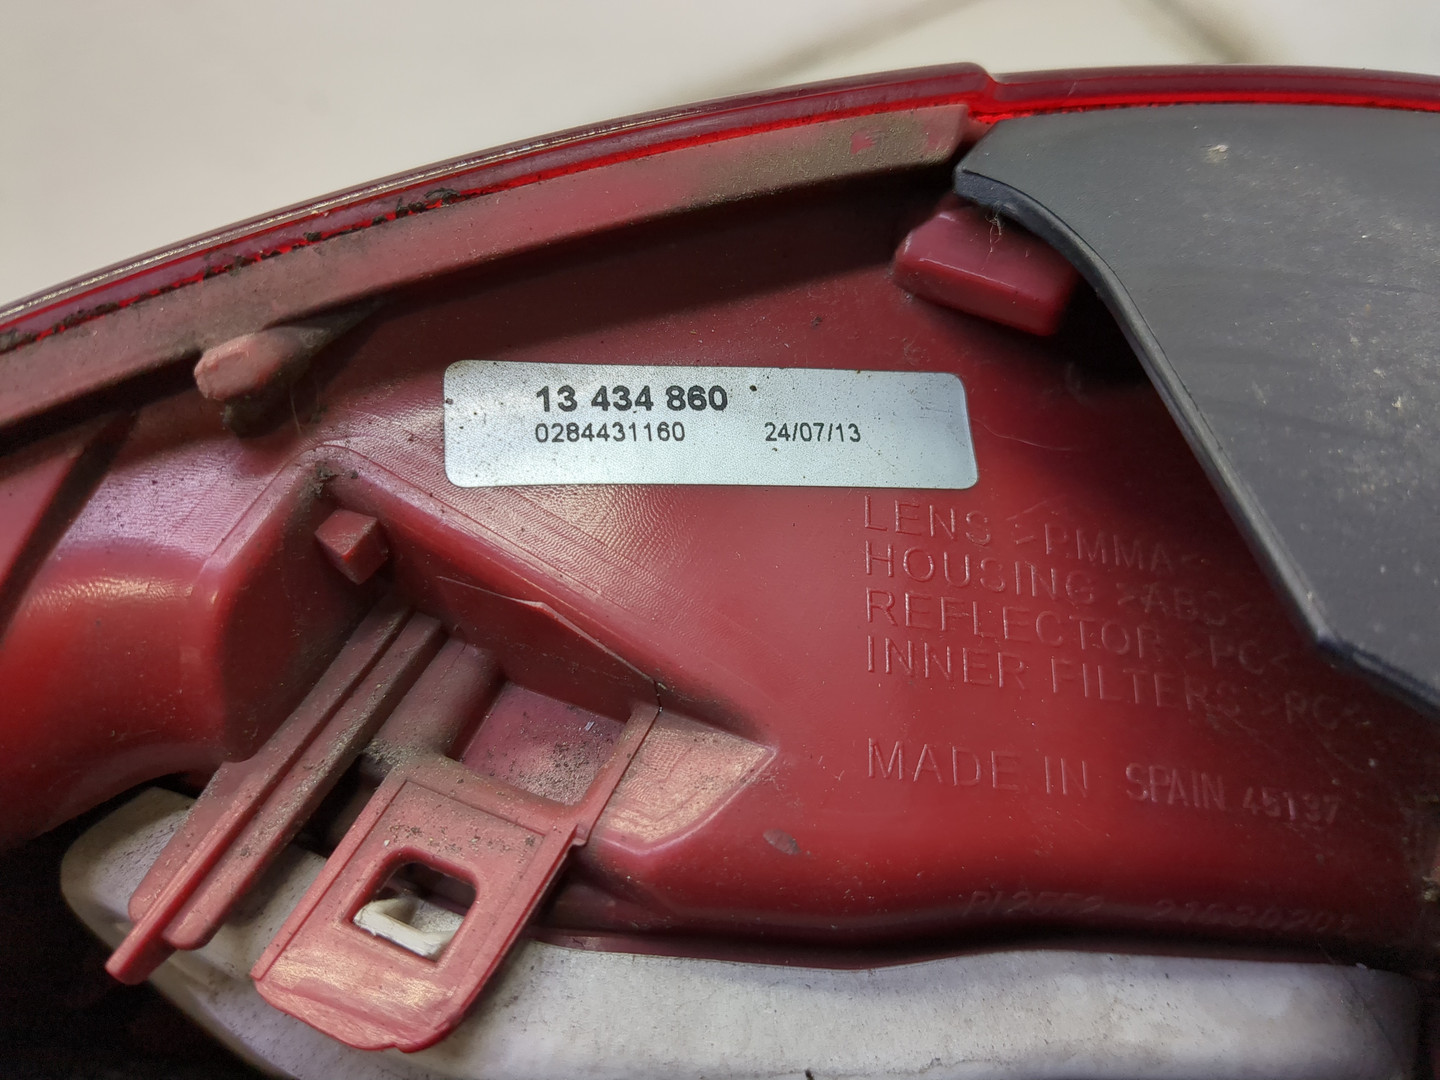 13 434 860
0284431160 24/07/13
LENS >PMMA<
HOUSING >ABS<
REFLECTOR >PC<
INNER FILTERS >PC<
MADE IN SPAIN 45137